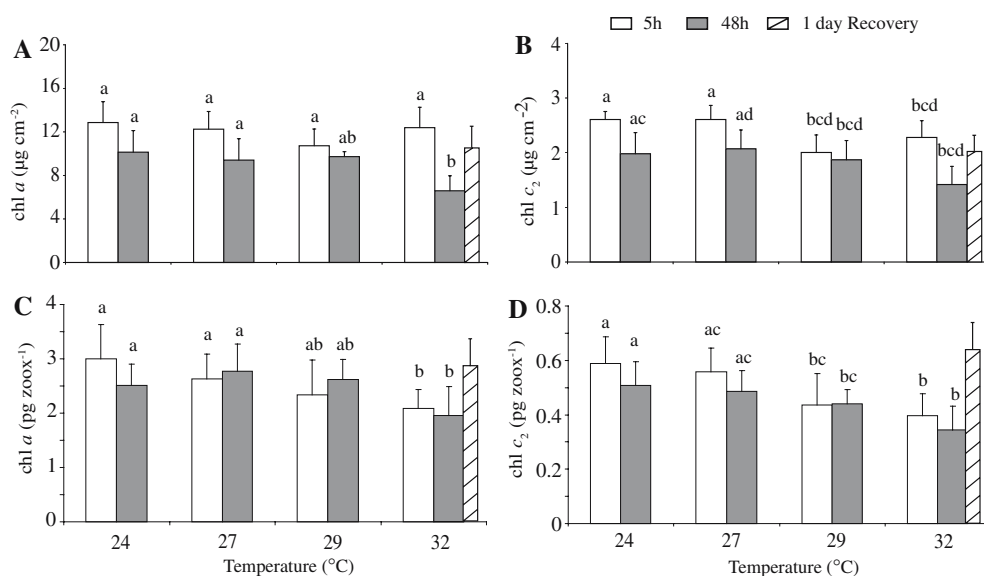 5h 48h 1 day Recovery
A
chl a (µg cm⁻²)
20
16
12
8
4
0
a a a a a ab a b
B
chl c₂ (µg cm⁻²)
4
3
2
1
0
a ac a ad bcd bcd bcd bcd
C
chl a (pg zoox⁻¹)
4
3
2
1
0
a a a a ab ab b b
24 27 29 32
Temperature (°C)
D
chl c₂ (pg zoox⁻¹)
0.8
0.6
0.4
0.2
0
a a ac ac bc bc b b
24 27 29 32
Temperature (°C)